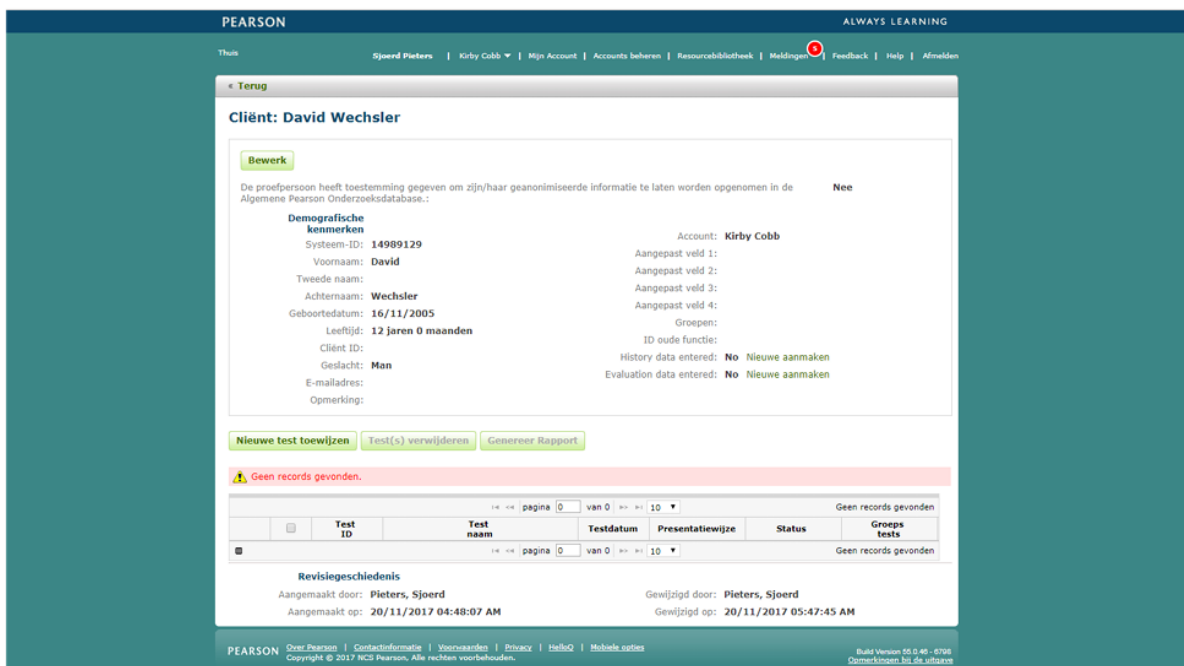 PEARSON
ALWAYS LEARNING
Thuis
Sjoerd Pieters | Kirby Cobb ▼ | Mijn Account | Accounts beheren | Resourcebibliotheek | Meldingen 5 | Feedback | Help | Afmelden
« Terug
Cliënt: David Wechsler
Bewerk
De proefpersoon heeft toestemming gegeven om zijn/haar geanonimiseerde informatie te laten worden opgenomen in de Nee
Algemene Pearson Onderzoeksdatabase.:
Demografische
kenmerken
Systeem-ID: 14989129
Voornaam: David
Tweede naam:
Achternaam: Wechsler
Geboortedatum: 16/11/2005
Leeftijd: 12 jaren 0 maanden
Cliënt ID:
Geslacht: Man
E-mailadres:
Opmerking:
Account: Kirby Cobb
Aangepast veld 1:
Aangepast veld 2:
Aangepast veld 3:
Aangepast veld 4:
Groepen:
ID oude functie:
History data entered: No Nieuwe aanmaken
Evaluation data entered: No Nieuwe aanmaken
Nieuwe test toewijzen Test(s) verwijderen Genereer Rapport
Geen records gevonden.
pagina 0 van 0 10 ▼ Geen records gevonden
Test ID Test naam Testdatum Presentatiewijze Status Groeps tests
pagina 0 van 0 10 ▼ Geen records gevonden
Revisiegeschiedenis
Aangemaakt door: Pieters, Sjoerd Gewijzigd door: Pieters, Sjoerd
Aangemaakt op: 20/11/2017 04:48:07 AM Gewijzigd op: 20/11/2017 05:47:45 AM
PEARSON Over Pearson | Contactinformatie | Voorwaarden | Privacy | HelloQ | Mobiele opties
Copyright © 2017 NCS Pearson. Alle rechten voorbehouden.
Build Version 55.0.46 - 6798
Opmerkingen bij de uitgave